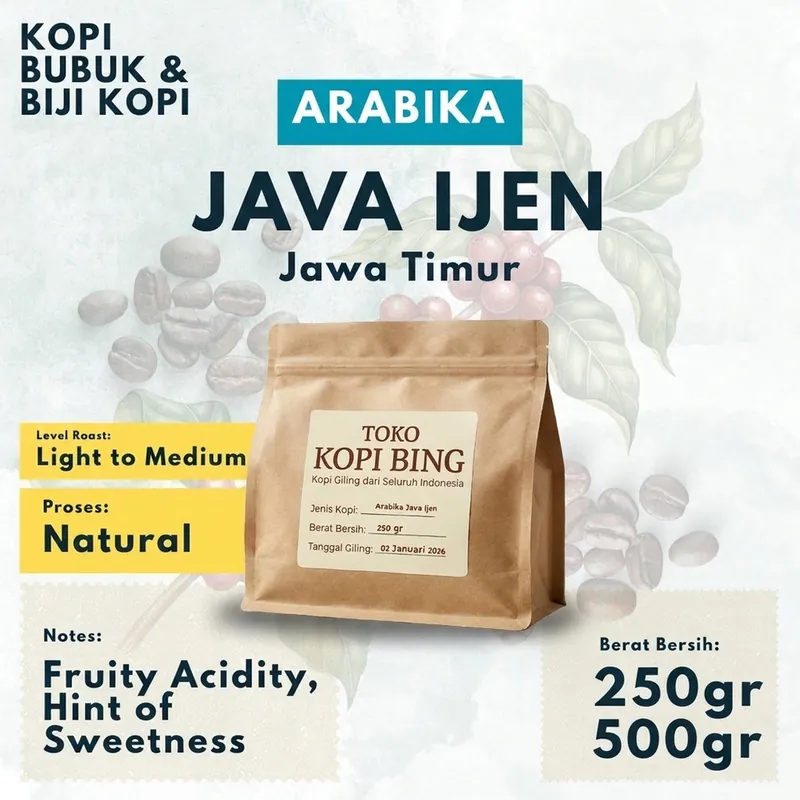 KOPI
BUBUK &
BIJI KOPI
ARABIKA
JAVA IJEN
Jawa Timur
Level Roast:
Light to Medium
Proses:
Natural
TOKO
KOPI BING
Kopi Giling dari Seluruh Indonesia
Jenis Kopi: Arabika Java Ijen
Berat Bersih: 250 gr
Tanggal Giling: 02 Januari 2026
Notes:
Fruity Acidity,
Hint of
Sweetness
Berat Bersih:
250gr
500gr